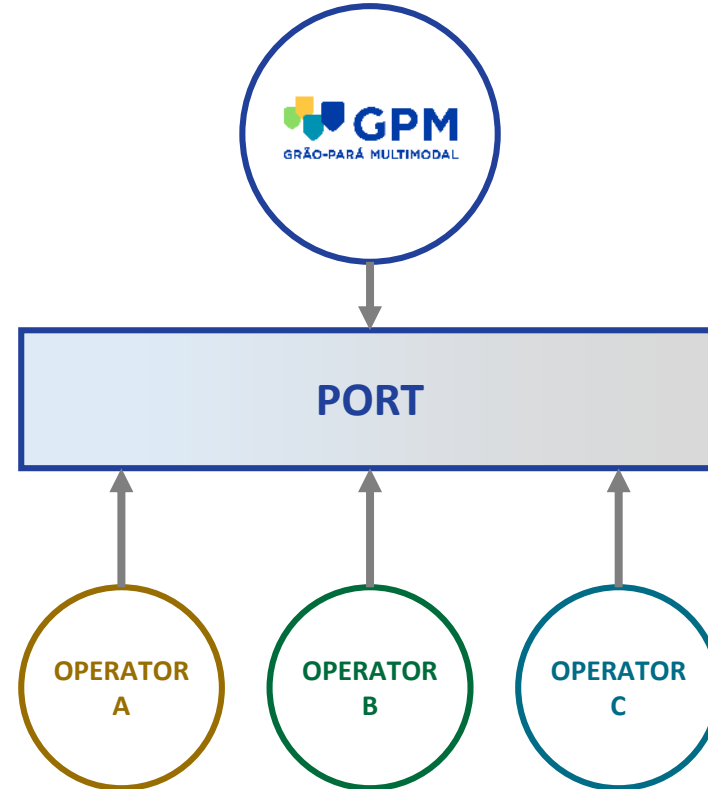 GPM
GRÃO-PARÁ MULTIMODAL
PORT
OPERATOR
A
OPERATOR
B
OPERATOR
C